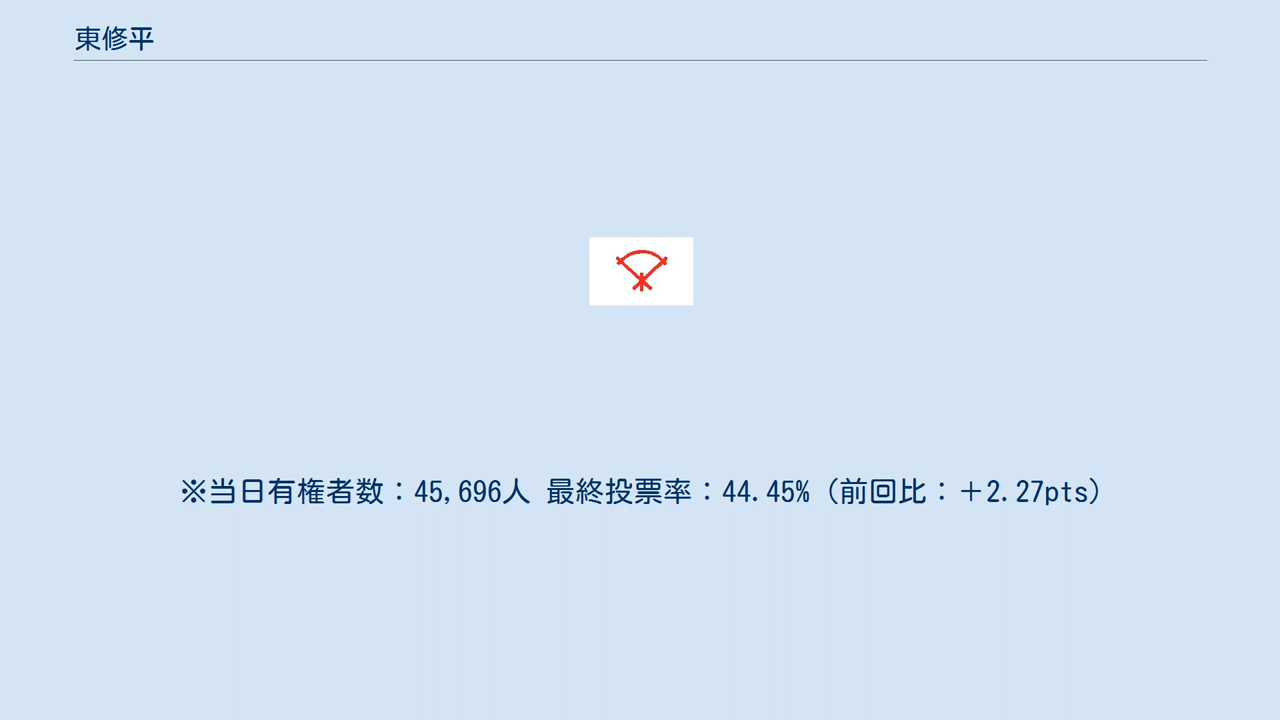 東修平
※当日有権者数：45,696人 最終投票率：44.45%（前回比：＋2.27pts）